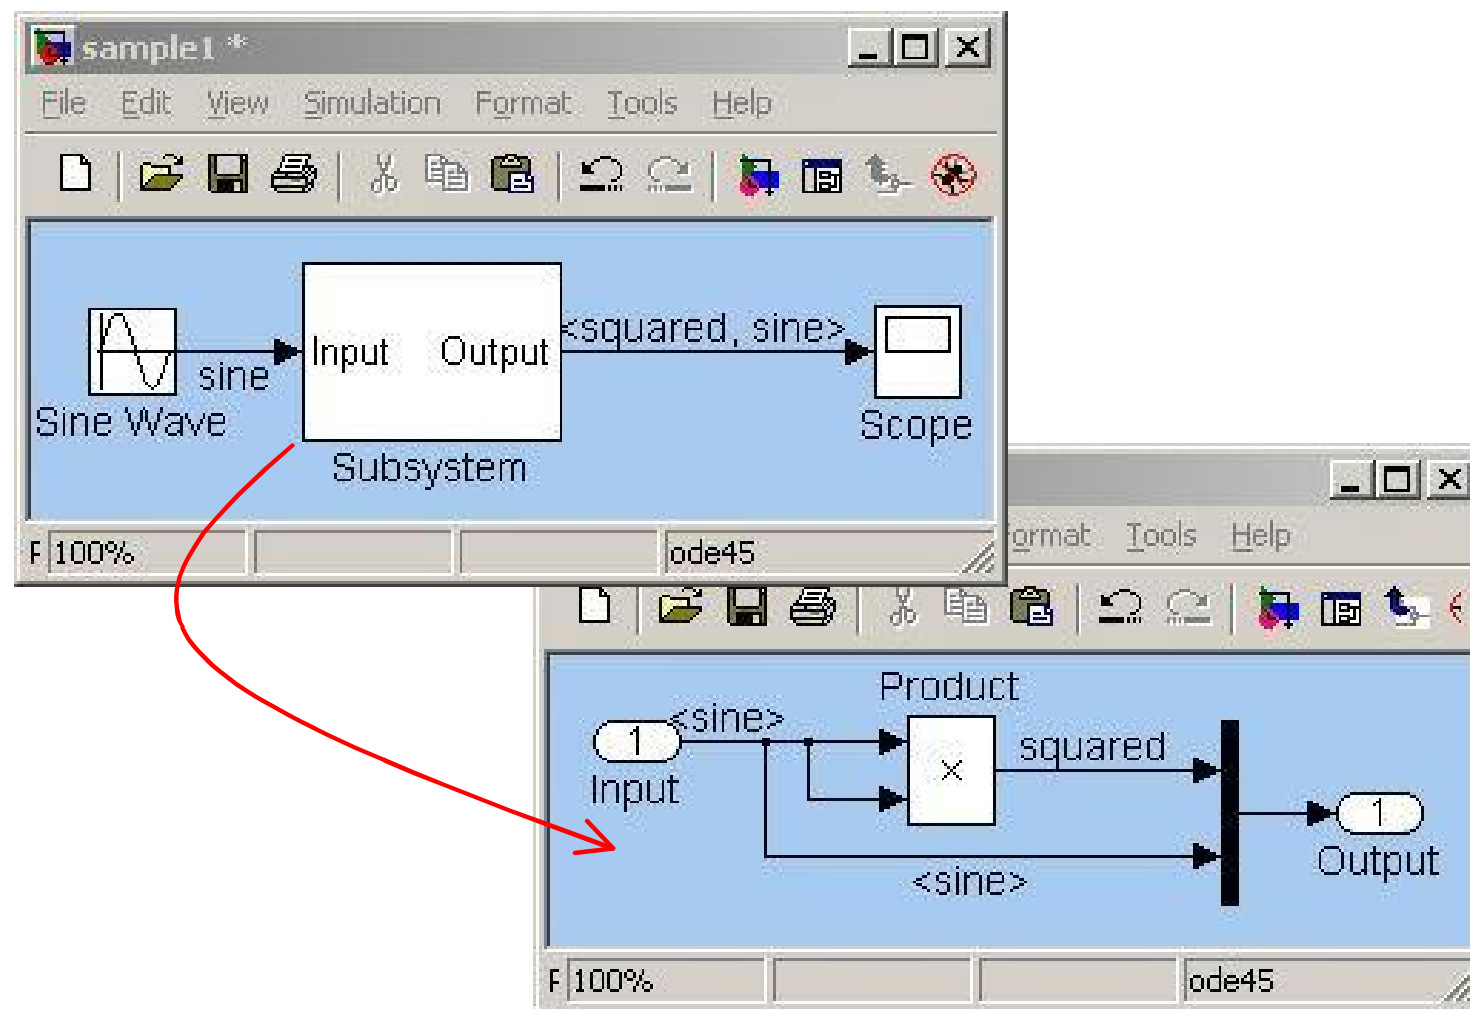 sample1 *
File Edit View Simulation Format Tools Help
<squared, sine>
Input Output
sine
Sine Wave
Scope
Subsystem
F 100% ode45
ormat Tools Help
Product
<sine>
1
squared
Input
1
Output
<sine>
F 100% ode45